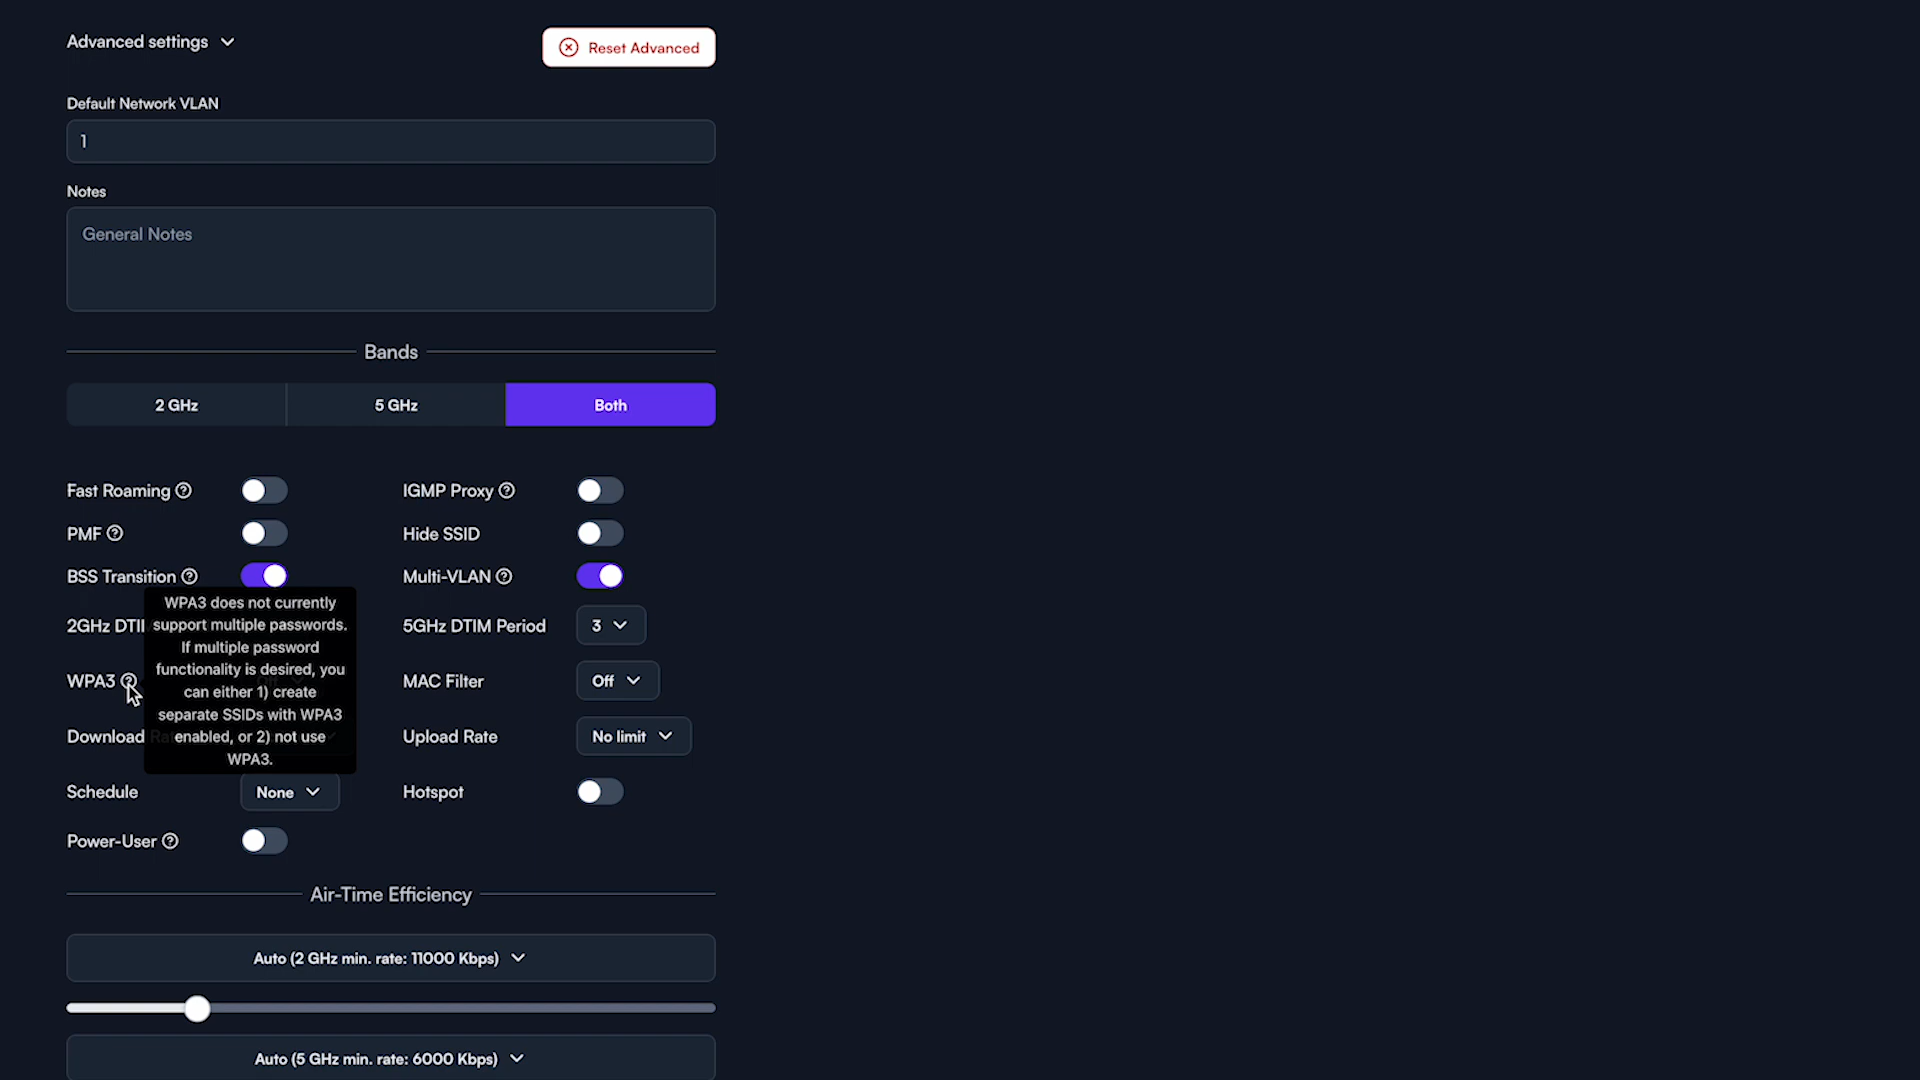 Advanced settings
Reset Advanced
Default Network VLAN
1
Notes
General Notes
Bands
2 GHz
5 GHz
Both
Fast Roaming
IGMP Proxy
PMF
Hide SSID
BSS Transition
Multi-VLAN
WPA3 does not currently
support multiple passwords.
If multiple password
functionality is desired, you
can either 1) create
separate SSIDs with WPA3
enabled, or 2) not use
WPA3.
2GHz
5GHz DTIM Period
3
WPA3
MAC Filter
Off
Download
Upload Rate
No limit
Schedule
None
Hotspot
Power-User
Air-Time Efficiency
Auto (2 GHz min. rate: 11000 Kbps)
Auto (5 GHz min. rate: 6000 Kbps)